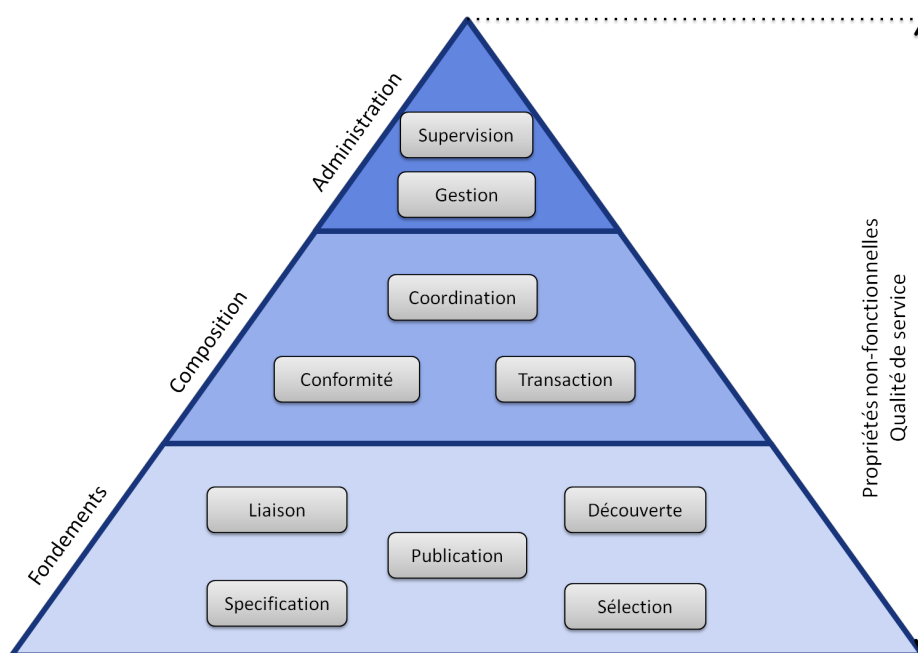 Administration
Supervision
Gestion
Composition
Coordination
Conformité
Transaction
Fondements
Liaison
Découverte
Publication
Specification
Sélection
Propriétés non-fonctionnelles
Qualité de service